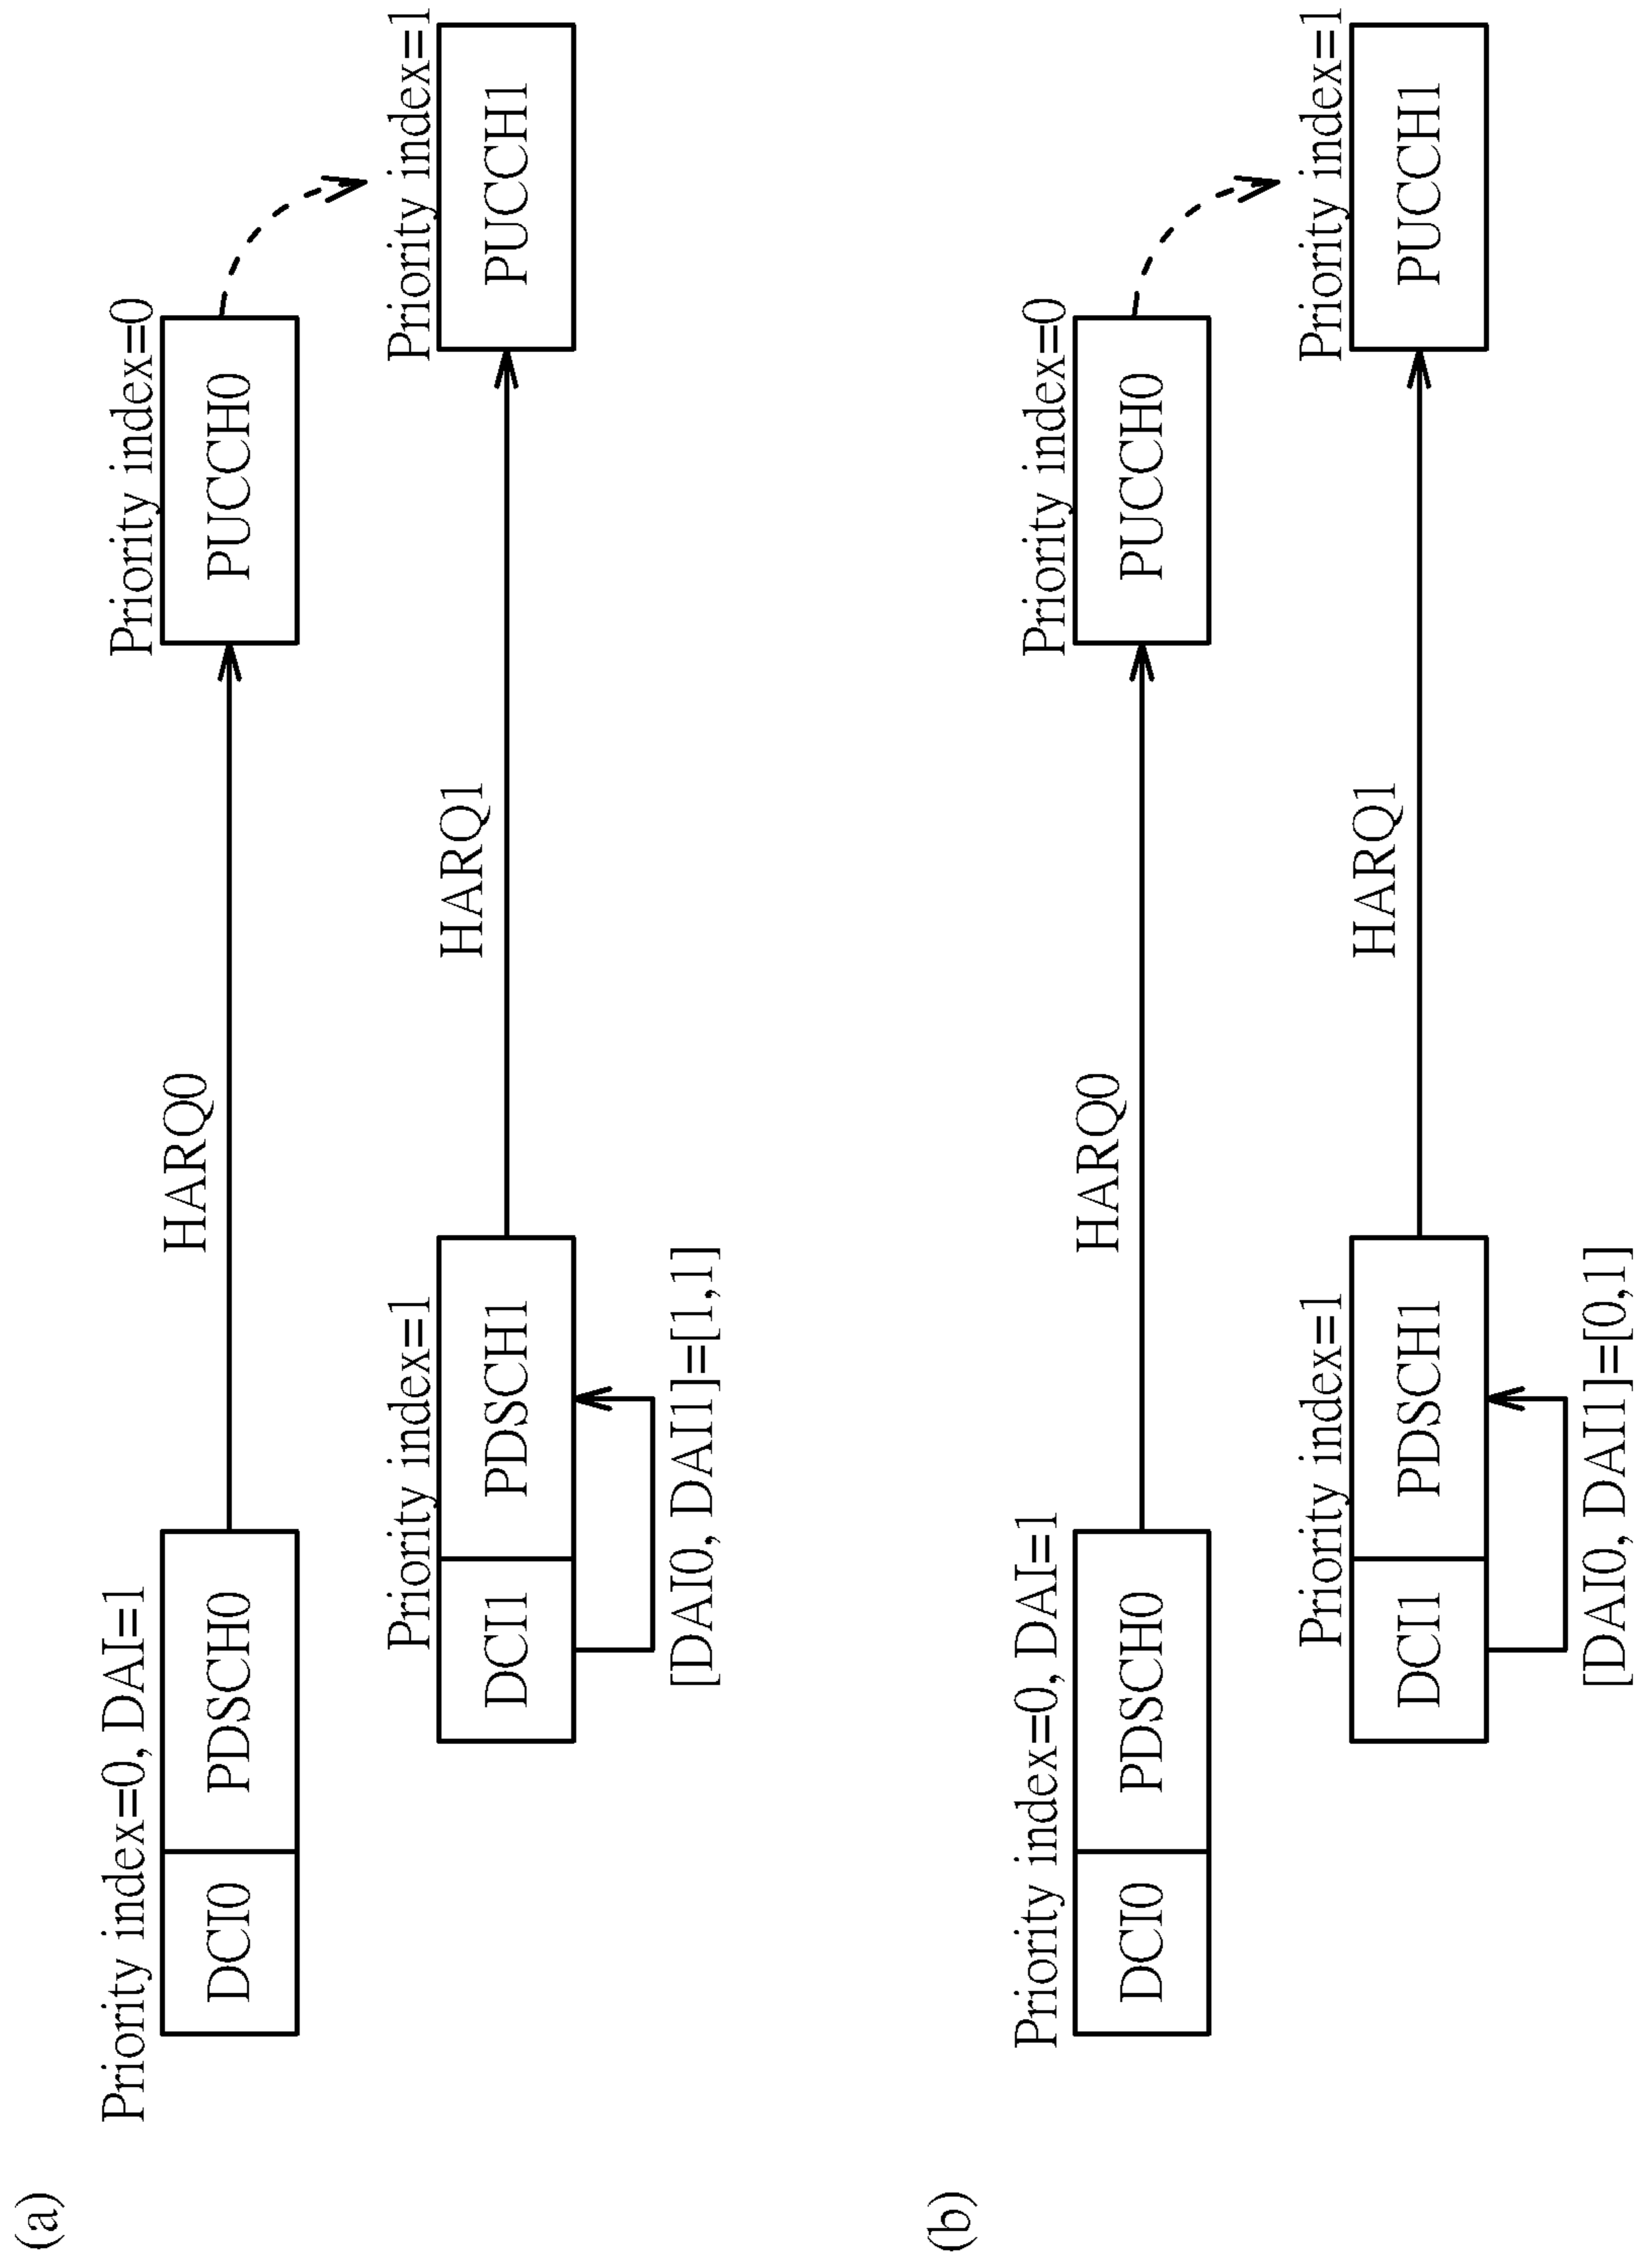 (a)
Priority index=0, DAI=1
DCI0
PDSCH0
HARQ0
Priority index=0
PUCCH0
Priority index=1
DCI1
PDSCH1
[DAI0, DAI1]=[1,1]
HARQ1
Priority index=1
PUCCH1
(b)
Priority index=0, DAI=1
DCI0
PDSCH0
HARQ0
Priority index=0
PUCCH0
Priority index=1
DCI1
PDSCH1
[DAI0, DAI1]=[0,1]
HARQ1
Priority index=1
PUCCH1